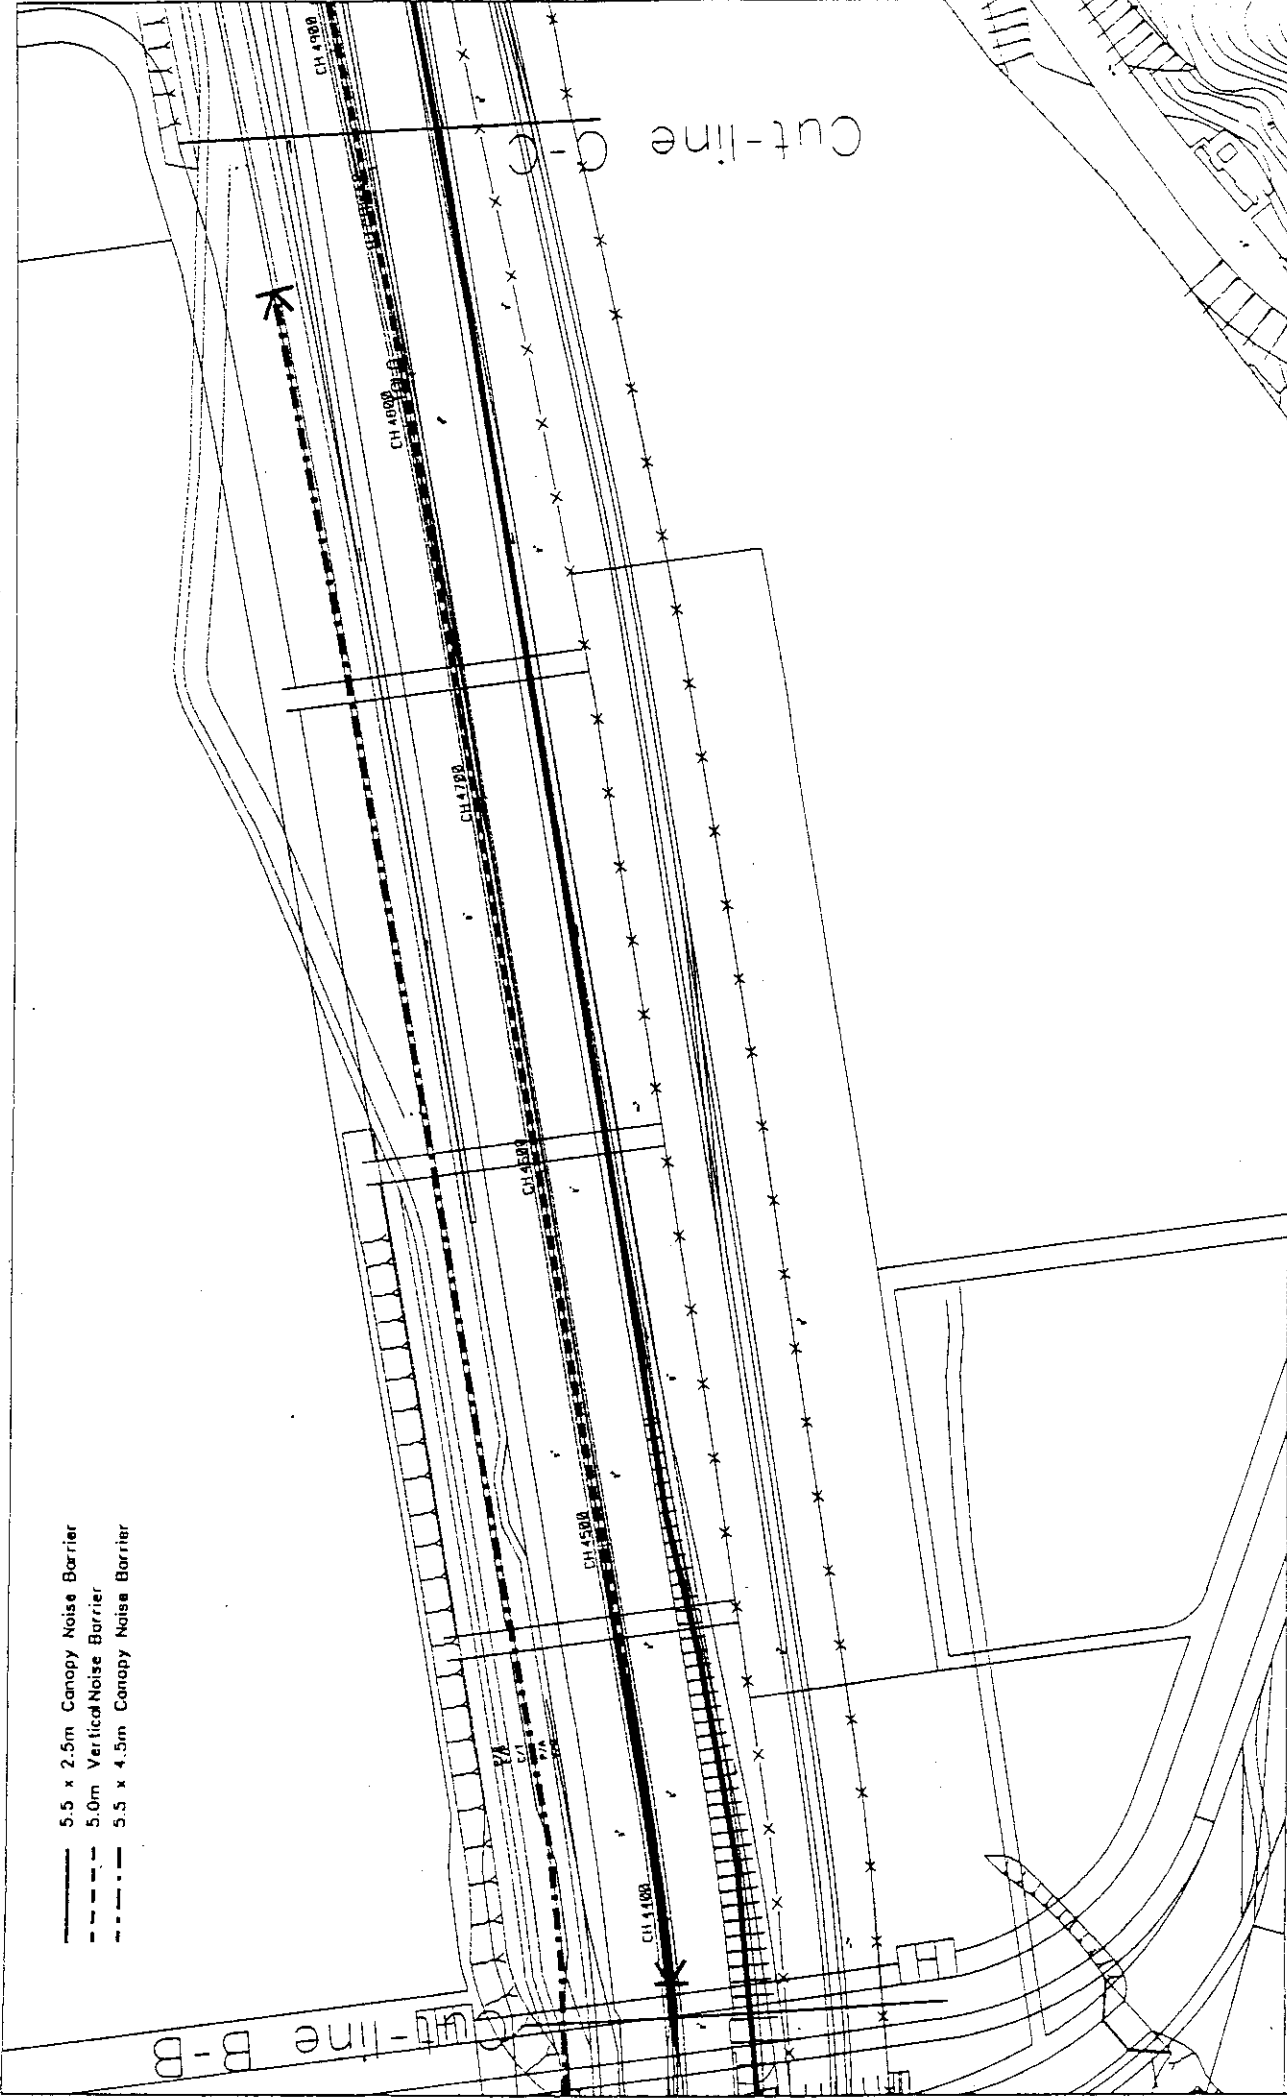 5.5 x 2.5m Canopy Noise Barrier
5.0m Vertical Noise Barrier
5.5 x 4.5m Canopy Noise Barrier
Cut-line B-B
Cut-line C-C
CH 4400
CH 4500
CH 4600
CH 4700
CH 4800
CH 4900
H
P/A